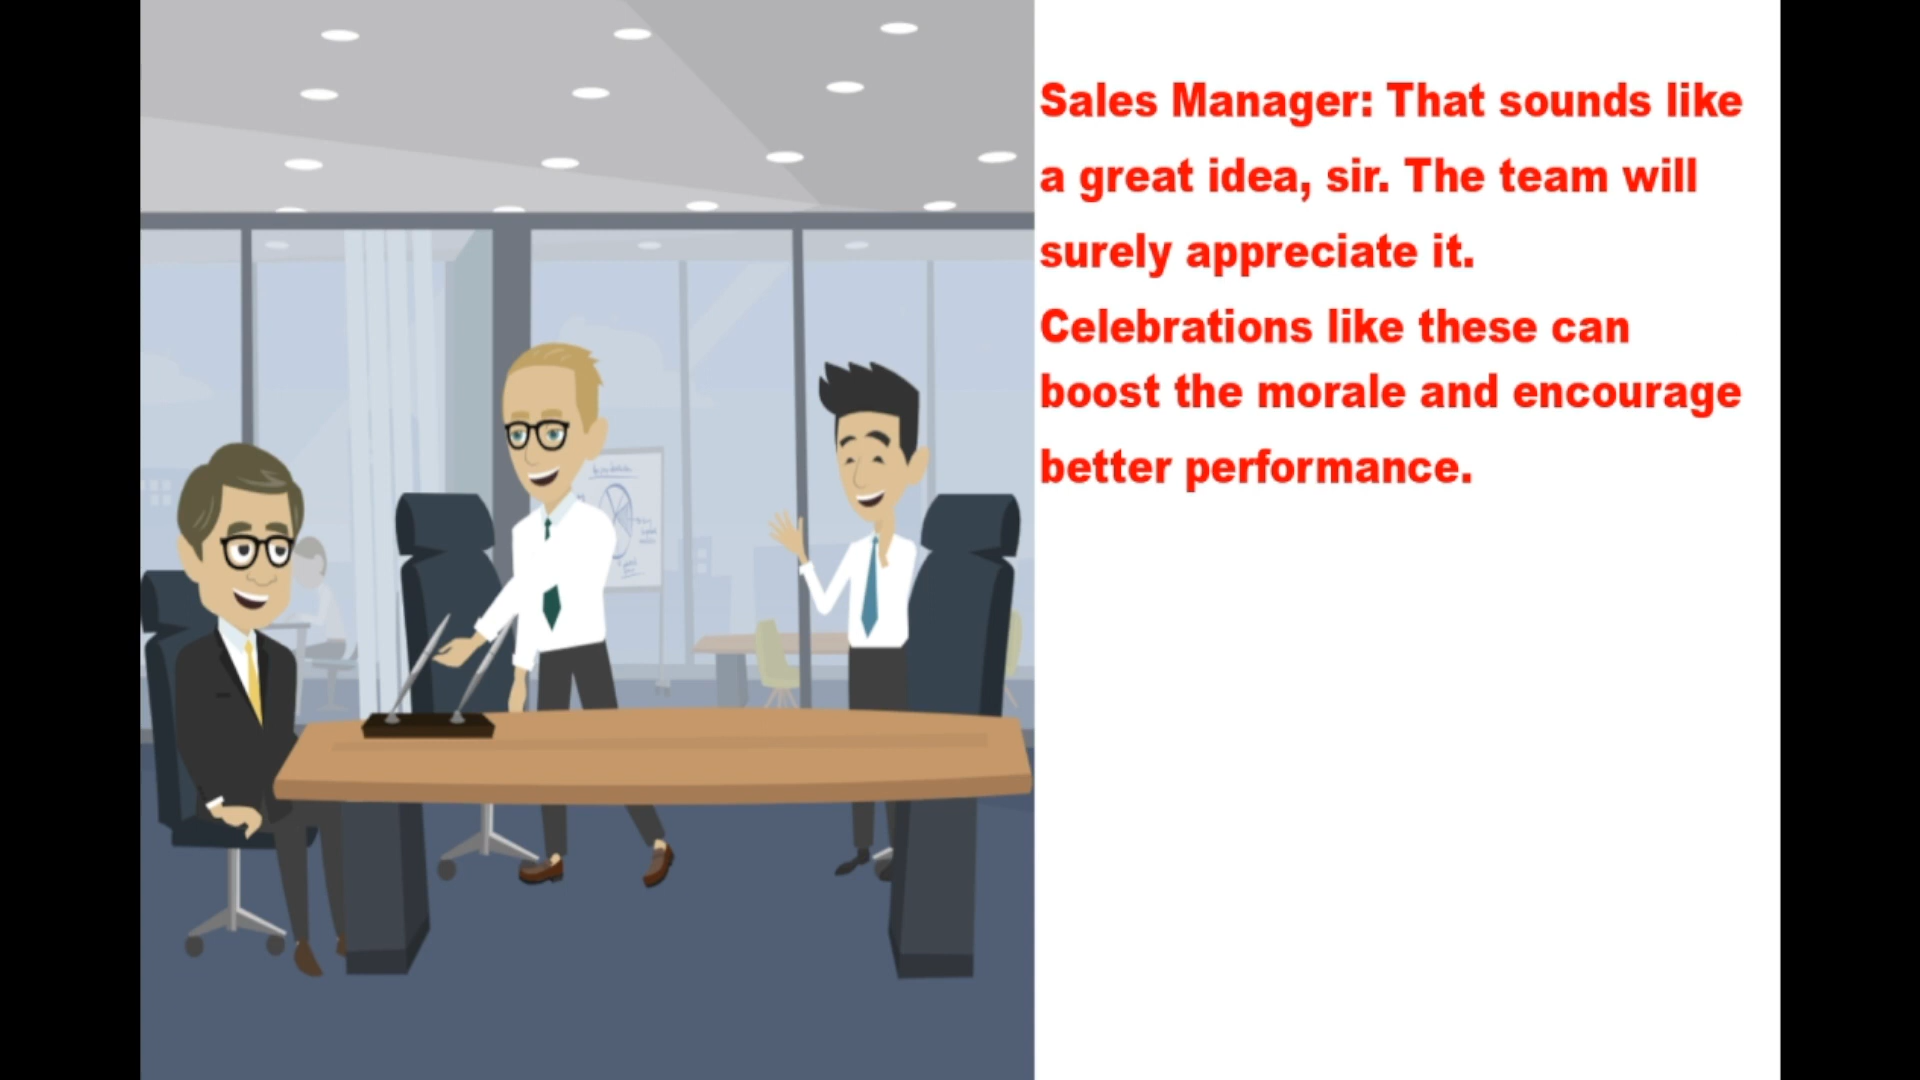 Sales Manager: That sounds like
a great idea, sir. The team will
surely appreciate it.
Celebrations like these can
boost the morale and encourage
better performance.